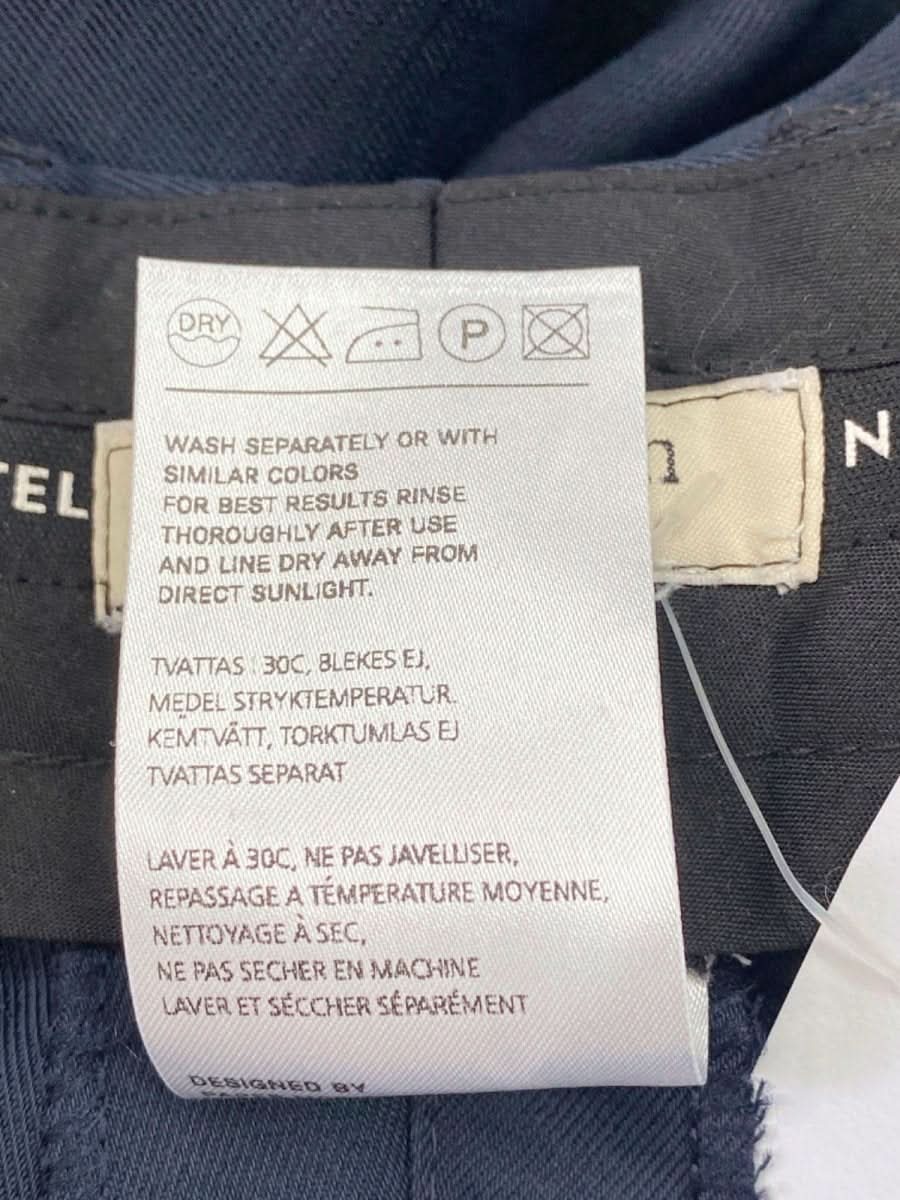 DRY
P
WASH SEPARATELY OR WITH
SIMILAR COLORS
FOR BEST RESULTS RINSE
THOROUGHLY AFTER USE
AND LINE DRY AWAY FROM
DIRECT SUNLIGHT.
TVATTAS I 30C, BLEKES EJ,
MEDEL STRYKTEMPERATUR.
KEMTVÄTT, TORKTUMLAS EJ
TVATTAS SEPARAT
LAVER À 30C, NE PAS JAVELLISER,
REPASSAGE A TÉMPERATURE MOYENNE,
NETTOYAGE À SEC,
NE PAS SECHER EN MACHINE
LAVER ET SÉCCHER SÉPARÉMENT
DESIGNED BY
TEL
N